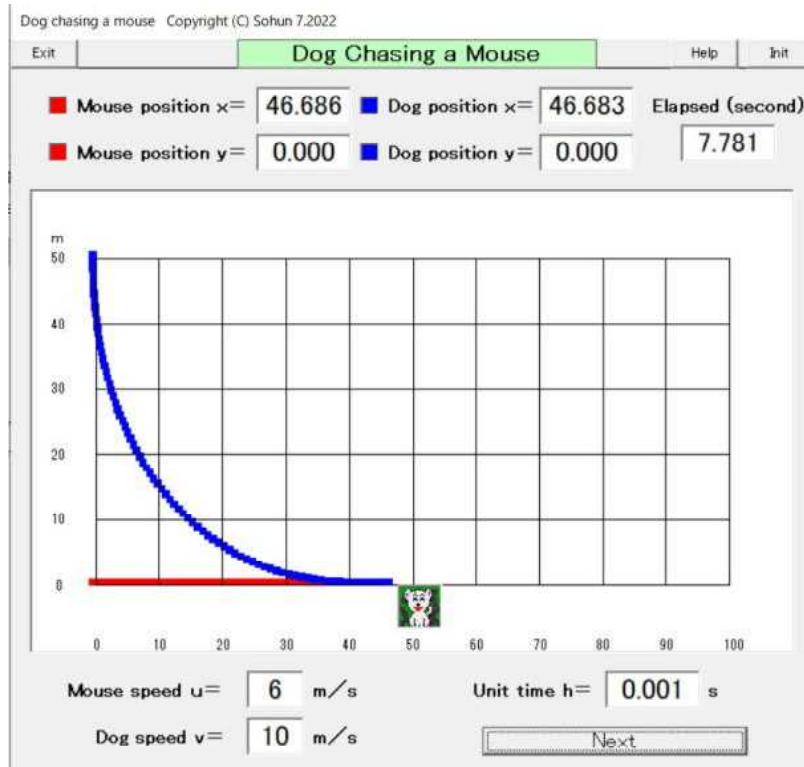 Dog chasing a mouse Copyright (C) Sohun 7.2022
Exit Dog Chasing a Mouse Help Init
Mouse position x= 46.686 Dog position x= 46.683 Elapsed (second)
Mouse position y= 0.000 Dog position y= 0.000 7.781
m
50
40
30
20
10
0
0 10 20 30 40 50 60 70 80 90 100
Mouse speed u= 6 m/s Unit time h= 0.001 s
Dog speed v= 10 m/s Next